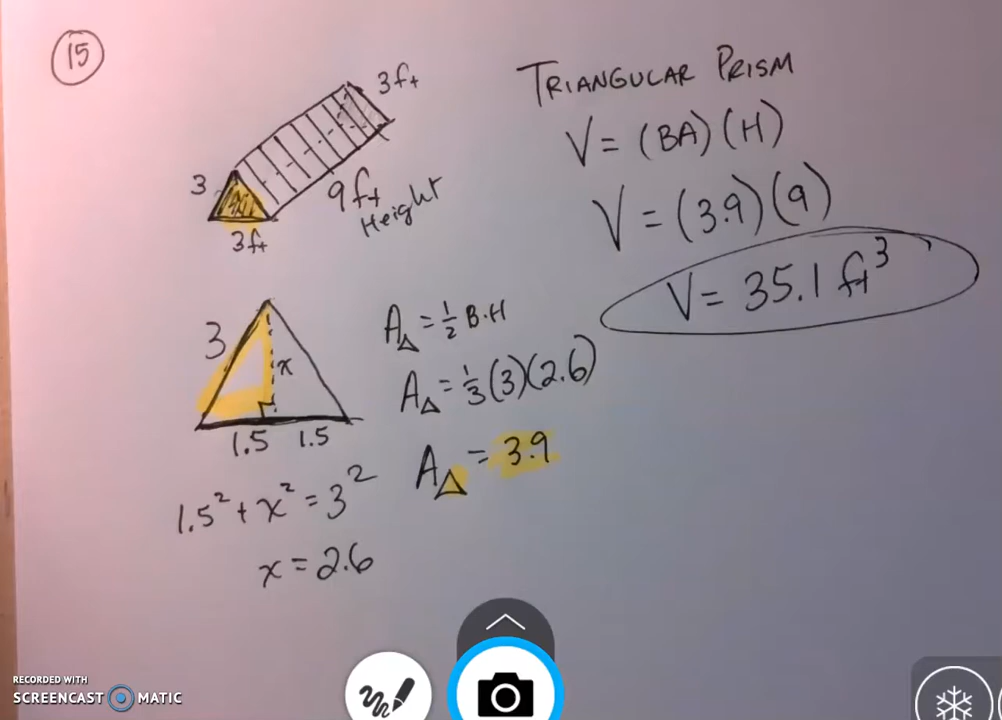 15
3ft
3
9ft
Height
3ft
TRIANGULAR PRISM
V = (BA)(H)
V = (3.9)(9)
V = 35.1 ft³
3
x
1.5 1.5
1.5² + x² = 3²
x = 2.6
A△ = 1/2 B·H
A△ = 1/3 (3)(2.6)
A△ = 3.9
RECORDED WITH
SCREENCAST MATIC